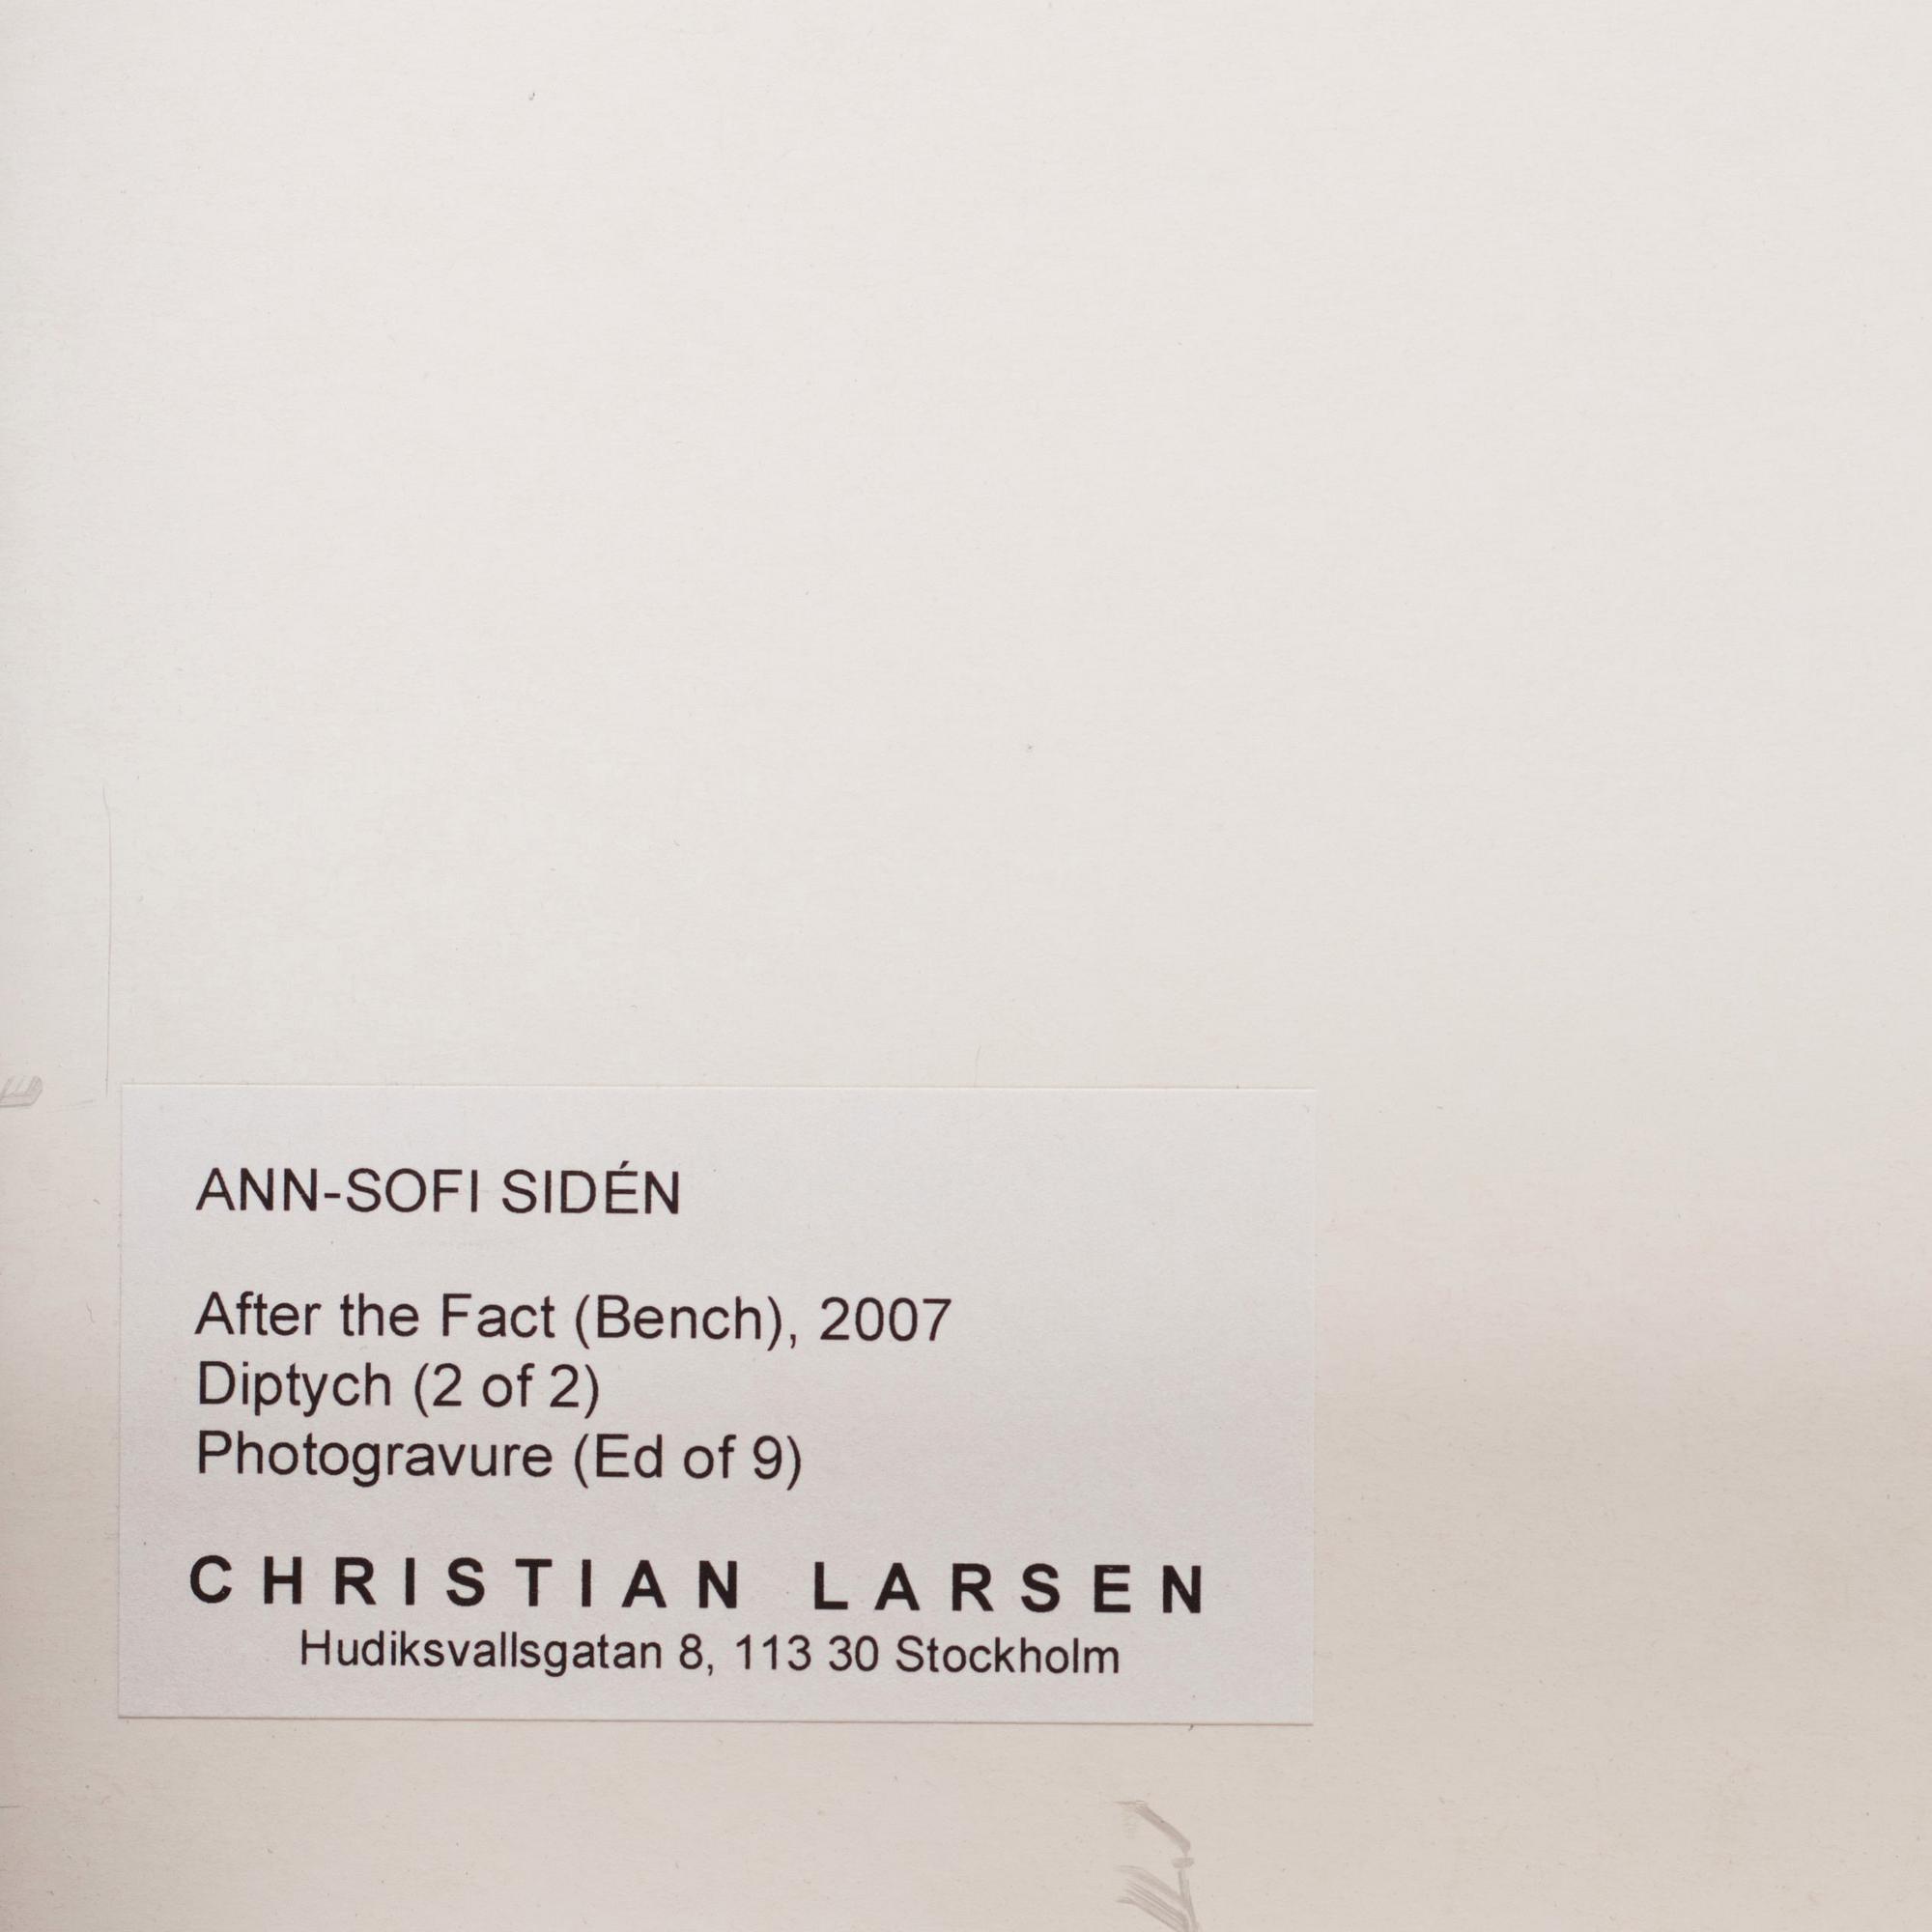 ANN-SOFI SIDÉN
After the Fact (Bench), 2007
Diptych (2 of 2)
Photogravure (Ed of 9)
CHRISTIAN LARSEN
Hudiksvallsgatan 8, 113 30 Stockholm